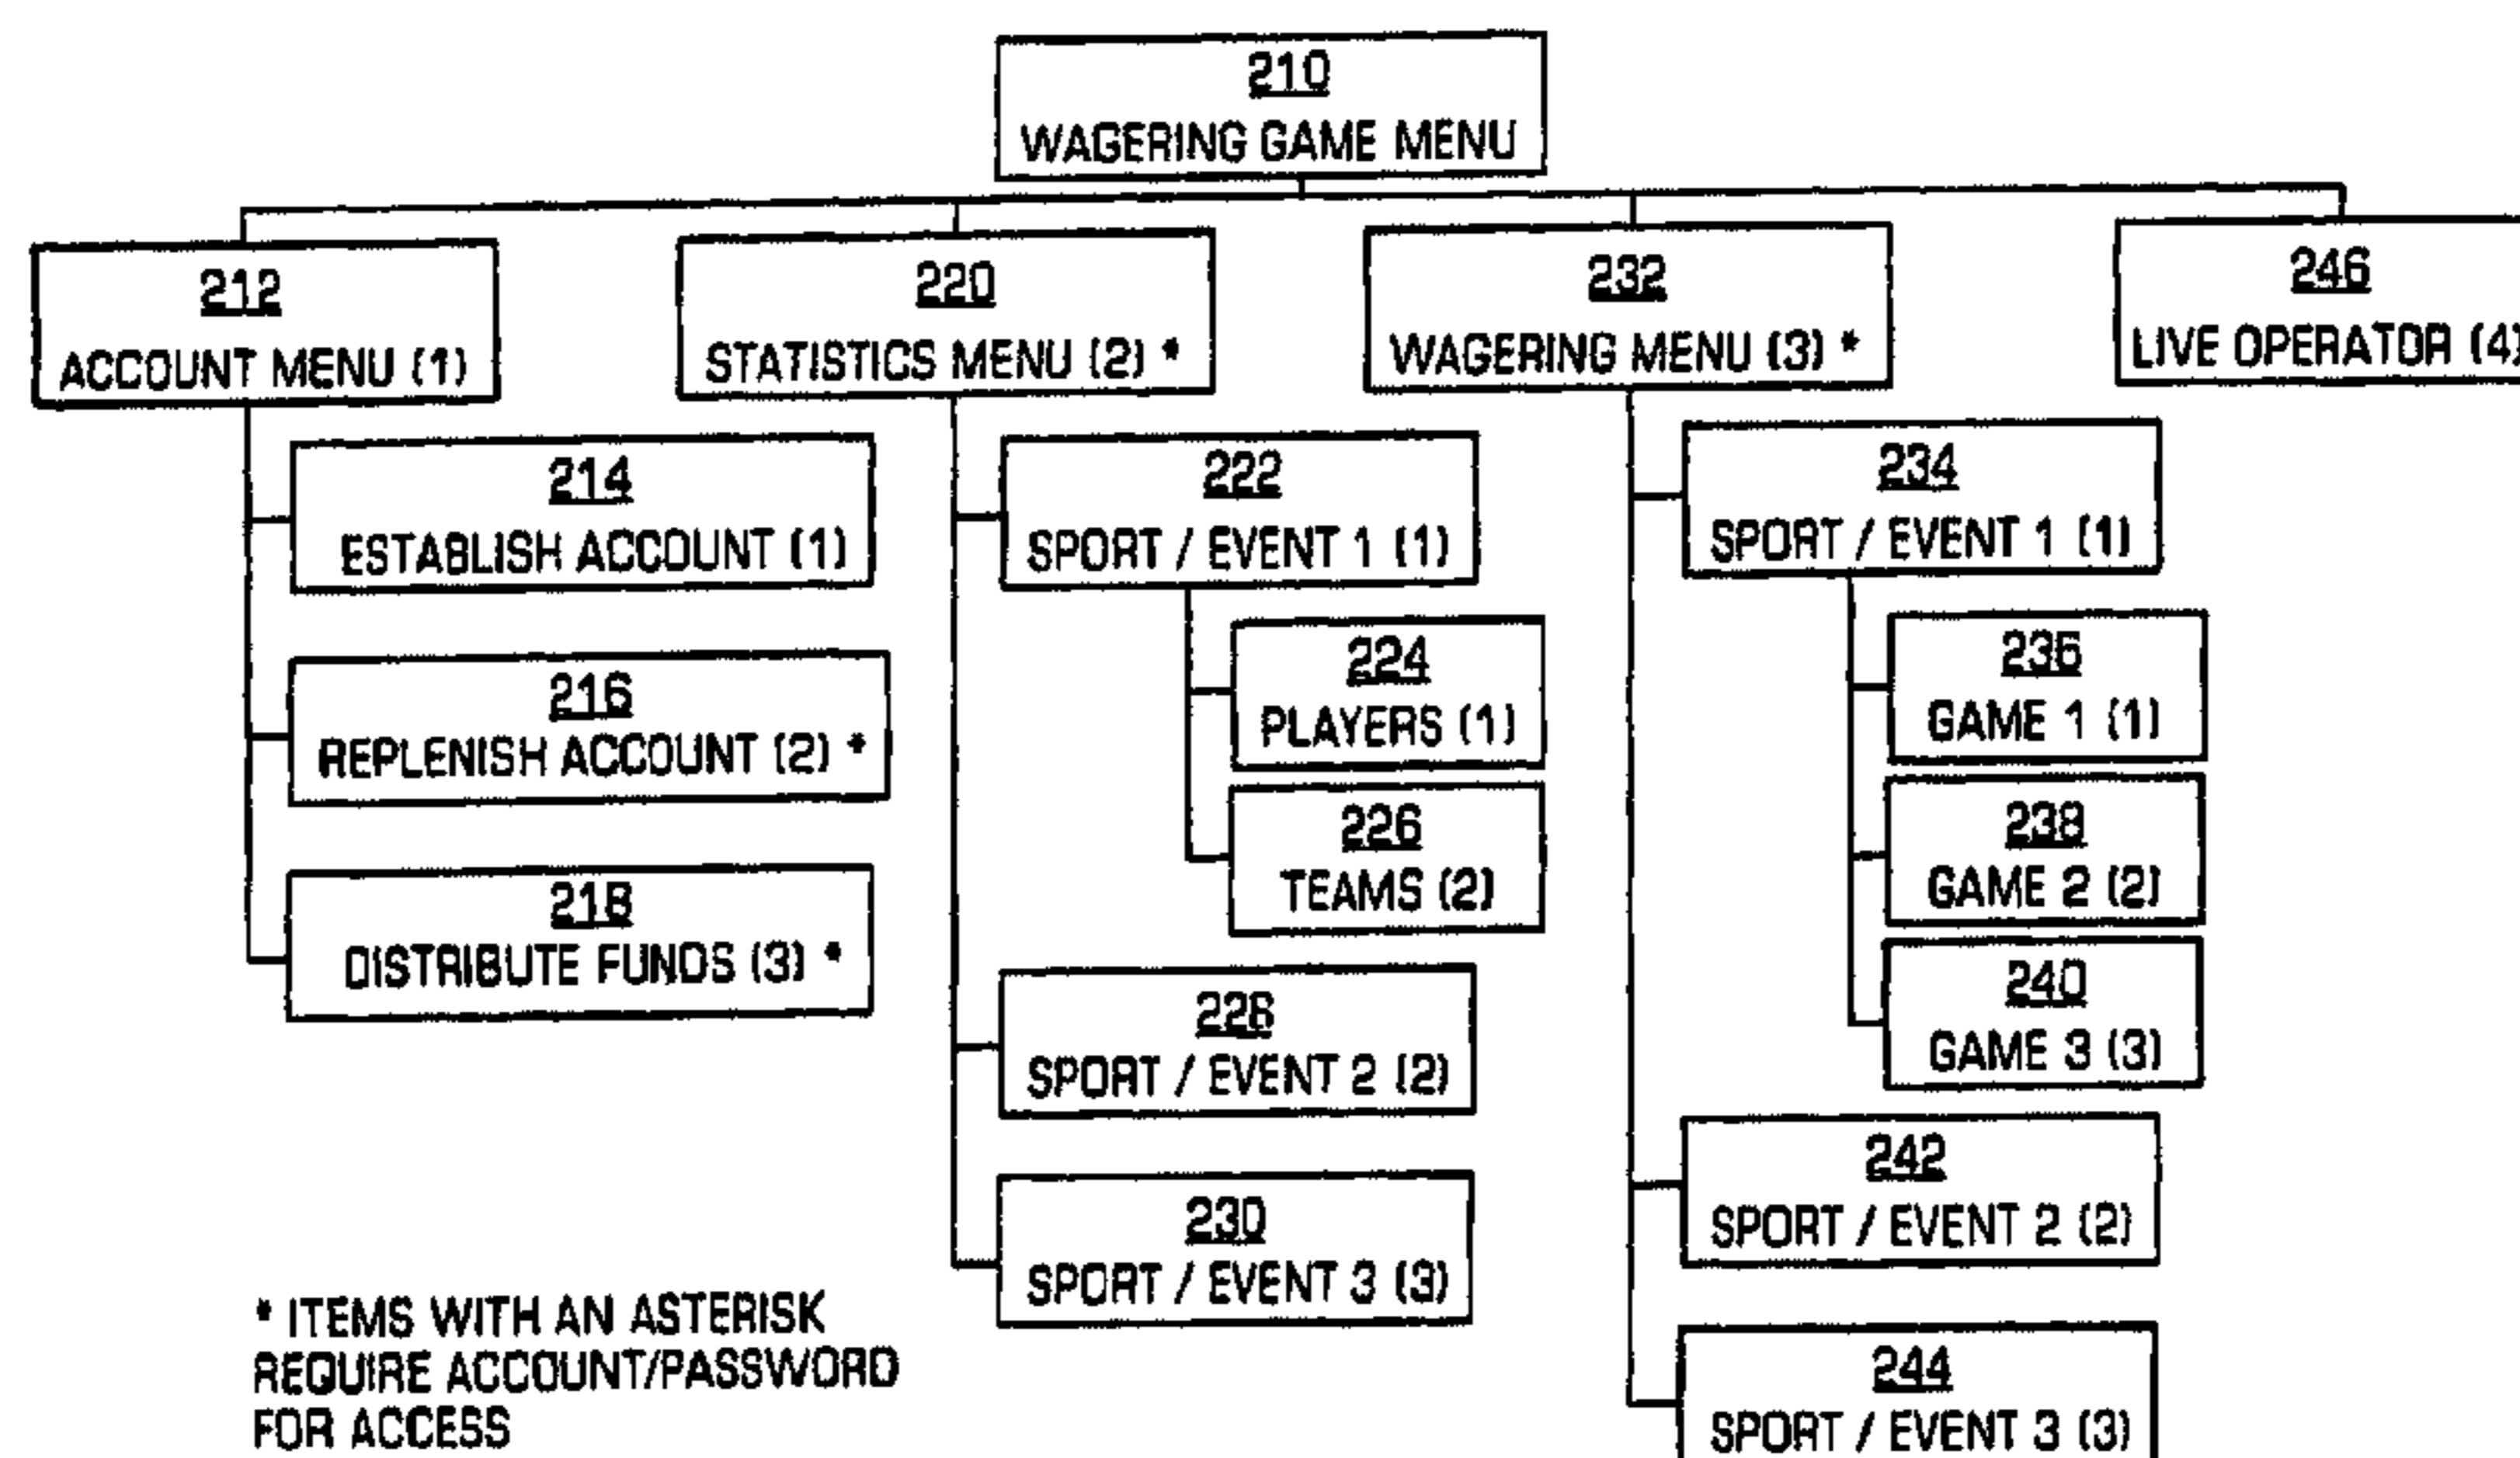 210
WAGERING GAME MENU
212
ACCOUNT MENU (1)
220
STATISTICS MENU (2) *
232
WAGERING MENU (3) *
246
LIVE OPERATOR (4)
214
ESTABLISH ACCOUNT (1)
216
REPLENISH ACCOUNT (2) *
218
DISTRIBUTE FUNDS (3) *
222
SPORT / EVENT 1 (1)
224
PLAYERS (1)
226
TEAMS (2)
228
SPORT / EVENT 2 (2)
230
SPORT / EVENT 3 (3)
234
SPORT / EVENT 1 (1)
236
GAME 1 (1)
238
GAME 2 (2)
240
GAME 3 (3)
242
SPORT / EVENT 2 (2)
244
SPORT / EVENT 3 (3)
* ITEMS WITH AN ASTERISK
REQUIRE ACCOUNT/PASSWORD
FOR ACCESS